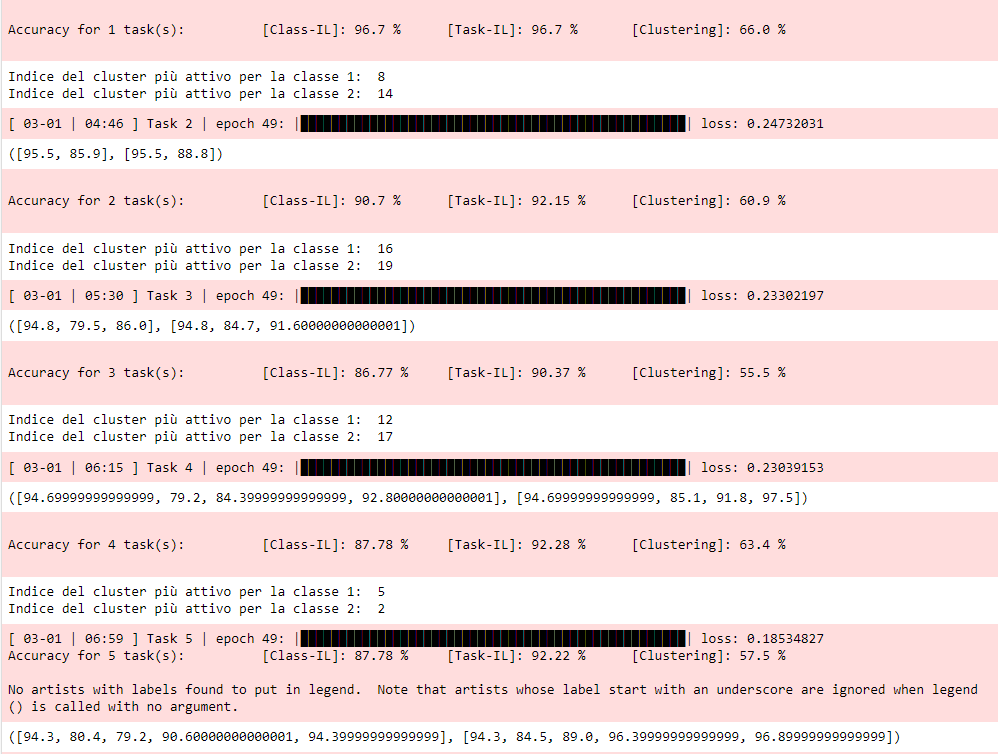 Accuracy for 1 task(s): [Class-IL]: 96.7 % [Task-IL]: 96.7 % [Clustering]: 66.0 %
Indice del cluster più attivo per la classe 1: 8
Indice del cluster più attivo per la classe 2: 14
[ 03-01 | 04:46 ] Task 2 | epoch 49: |████████████████████████████████████████████████| loss: 0.24732031
([95.5, 85.9], [95.5, 88.8])
Accuracy for 2 task(s): [Class-IL]: 90.7 % [Task-IL]: 92.15 % [Clustering]: 60.9 %
Indice del cluster più attivo per la classe 1: 16
Indice del cluster più attivo per la classe 2: 19
[ 03-01 | 05:30 ] Task 3 | epoch 49: |████████████████████████████████████████████████| loss: 0.23302197
([94.8, 79.5, 86.0], [94.8, 84.7, 91.60000000000001])
Accuracy for 3 task(s): [Class-IL]: 86.77 % [Task-IL]: 90.37 % [Clustering]: 55.5 %
Indice del cluster più attivo per la classe 1: 12
Indice del cluster più attivo per la classe 2: 17
[ 03-01 | 06:15 ] Task 4 | epoch 49: |████████████████████████████████████████████████| loss: 0.23039153
([94.69999999999999, 79.2, 84.39999999999999, 92.80000000000001], [94.69999999999999, 85.1, 91.8, 97.5])
Accuracy for 4 task(s): [Class-IL]: 87.78 % [Task-IL]: 92.28 % [Clustering]: 63.4 %
Indice del cluster più attivo per la classe 1: 5
Indice del cluster più attivo per la classe 2: 2
[ 03-01 | 06:59 ] Task 5 | epoch 49: |████████████████████████████████████████████████| loss: 0.18534827
Accuracy for 5 task(s): [Class-IL]: 87.78 % [Task-IL]: 92.22 % [Clustering]: 57.5 %
No artists with labels found to put in legend.  Note that artists whose label start with an underscore are ignored when legend
() is called with no argument.
([94.3, 80.4, 79.2, 90.60000000000001, 94.39999999999999], [94.3, 84.5, 89.0, 96.39999999999999, 96.89999999999999])